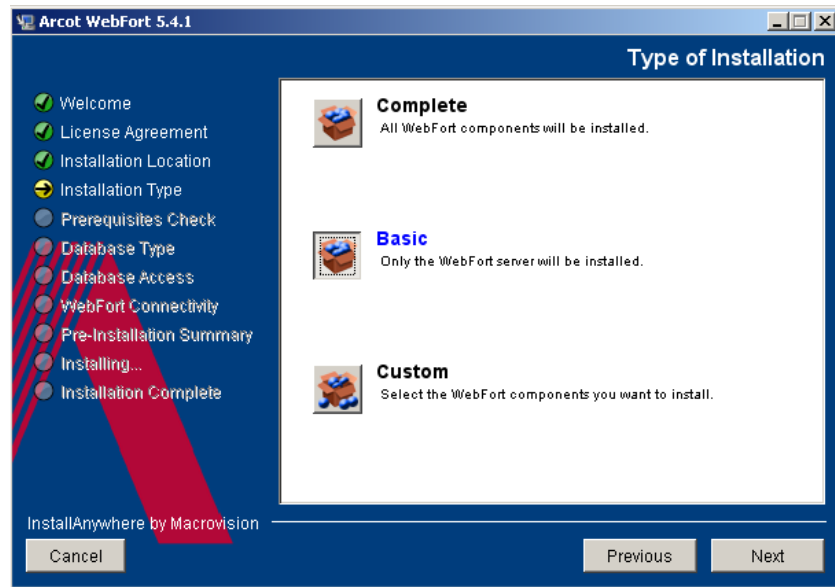 Arcot WebFort 5.4.1
Type of Installation
Welcome
License Agreement
Installation Location
Installation Type
Prerequisites Check
Database Type
Database Access
WebFort Connectivity
Pre-Installation Summary
Installing...
Installation Complete
Complete
All WebFort components will be installed.
Basic
Only the WebFort server will be installed.
Custom
Select the WebFort components you want to install.
InstallAnywhere by Macrovision
Cancel
Previous
Next